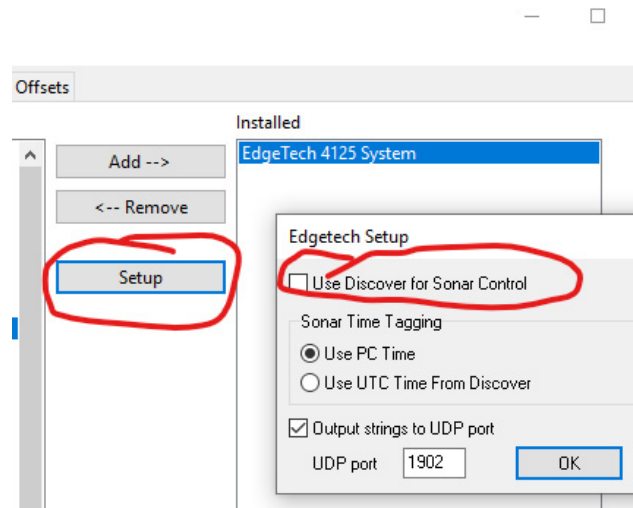 Offsets
Installed
Add -->
EdgeTech 4125 System
<-- Remove
Setup
Edgetech Setup
Use Discover for Sonar Control
Sonar Time Tagging
Use PC Time
Use UTC Time From Discover
Output strings to UDP port
UDP port 1902 OK